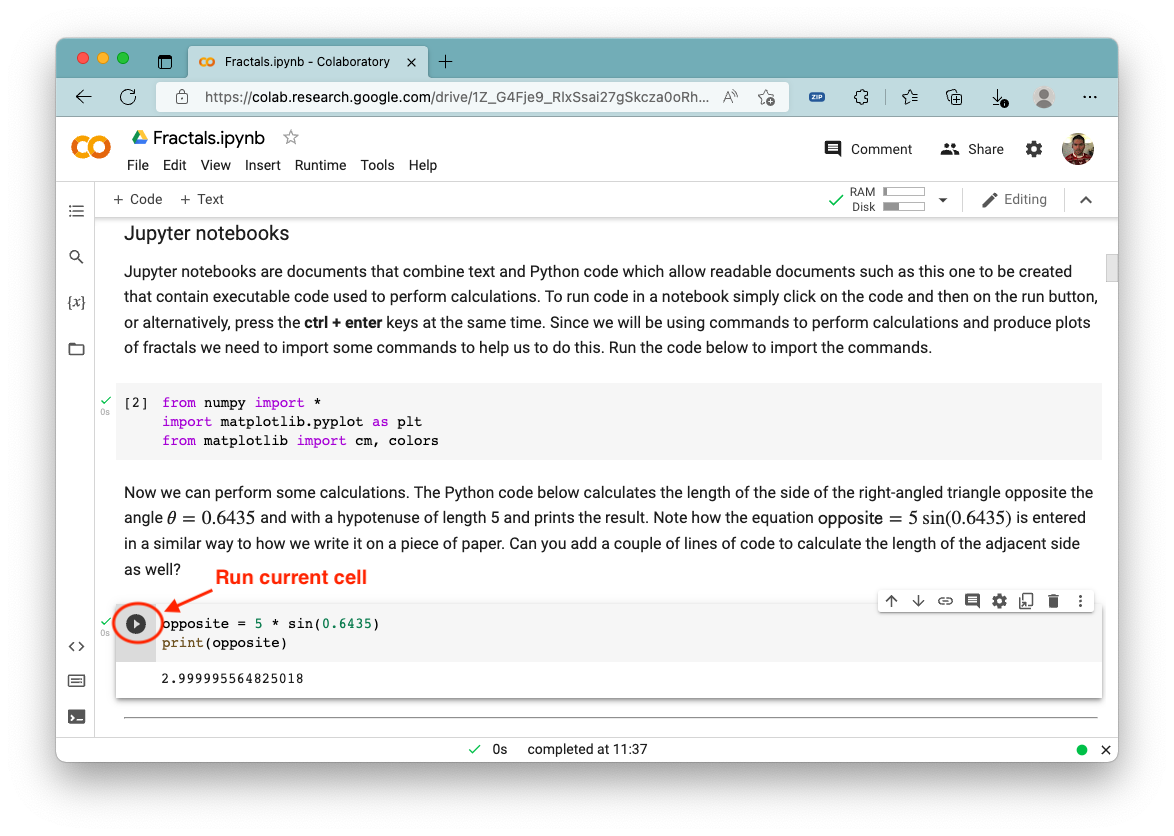 Fractals.ipynb - Colaboratory
https://colab.research.google.com/drive/1Z_G4Fje9_RIxSsai27gSkcza0oRh...
A
ZIP
CO Fractals.ipynb
File Edit View Insert Runtime Tools Help
Comment
Share
+ Code + Text
RAM
Disk
Editing
Jupyter notebooks
Jupyter notebooks are documents that combine text and Python code which allow readable documents such as this one to be created
that contain executable code used to perform calculations. To run code in a notebook simply click on the code and then on the run button,
or alternatively, press the ctrl + enter keys at the same time. Since we will be using commands to perform calculations and produce plots
of fractals we need to import some commands to help us to do this. Run the code below to import the commands.
{x}
0s
[2] from numpy import *
import matplotlib.pyplot as plt
from matplotlib import cm, colors
Now we can perform some calculations. The Python code below calculates the length of the side of the right-angled triangle opposite the
angle θ = 0.6435 and with a hypotenuse of length 5 and prints the result. Note how the equation opposite = 5 sin(0.6435) is entered
in a similar way to how we write it on a piece of paper. Can you add a couple of lines of code to calculate the length of the adjacent side
as well?
Run current cell
0s
opposite = 5 * sin(0.6435)
print(opposite)
2.999995564825018
0s completed at 11:37